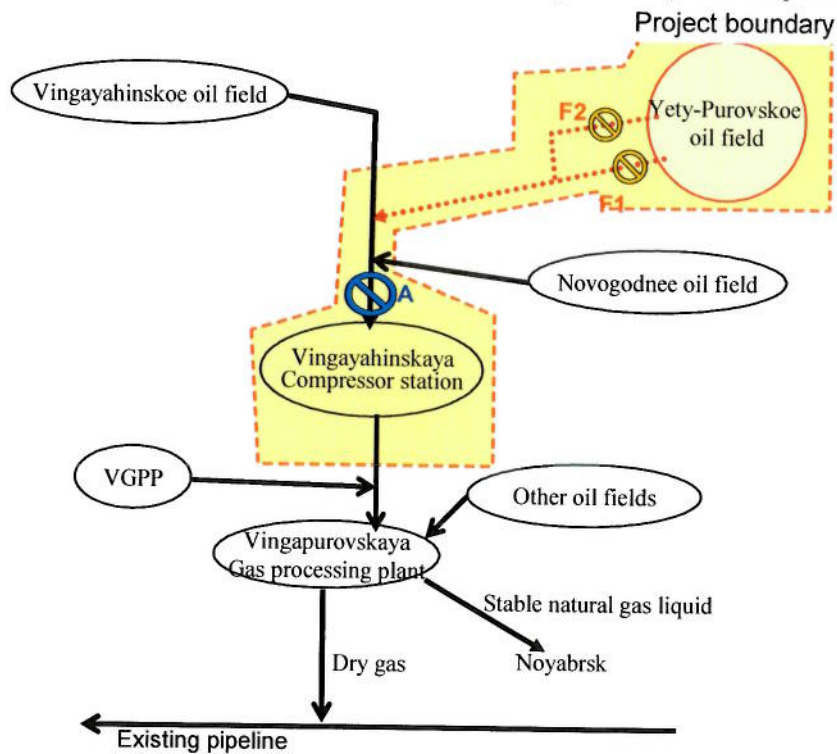 Project boundary
Vingayahinskoe oil field
Yety-Purovskoe
oil field
F2
F1
Novogodnee oil field
A
Vingayahinskaya
Compressor station
VGPP
Other oil fields
Vingapurovskaya
Gas processing plant
Stable natural gas liquid
Dry gas
Noyabrsk
Existing pipeline